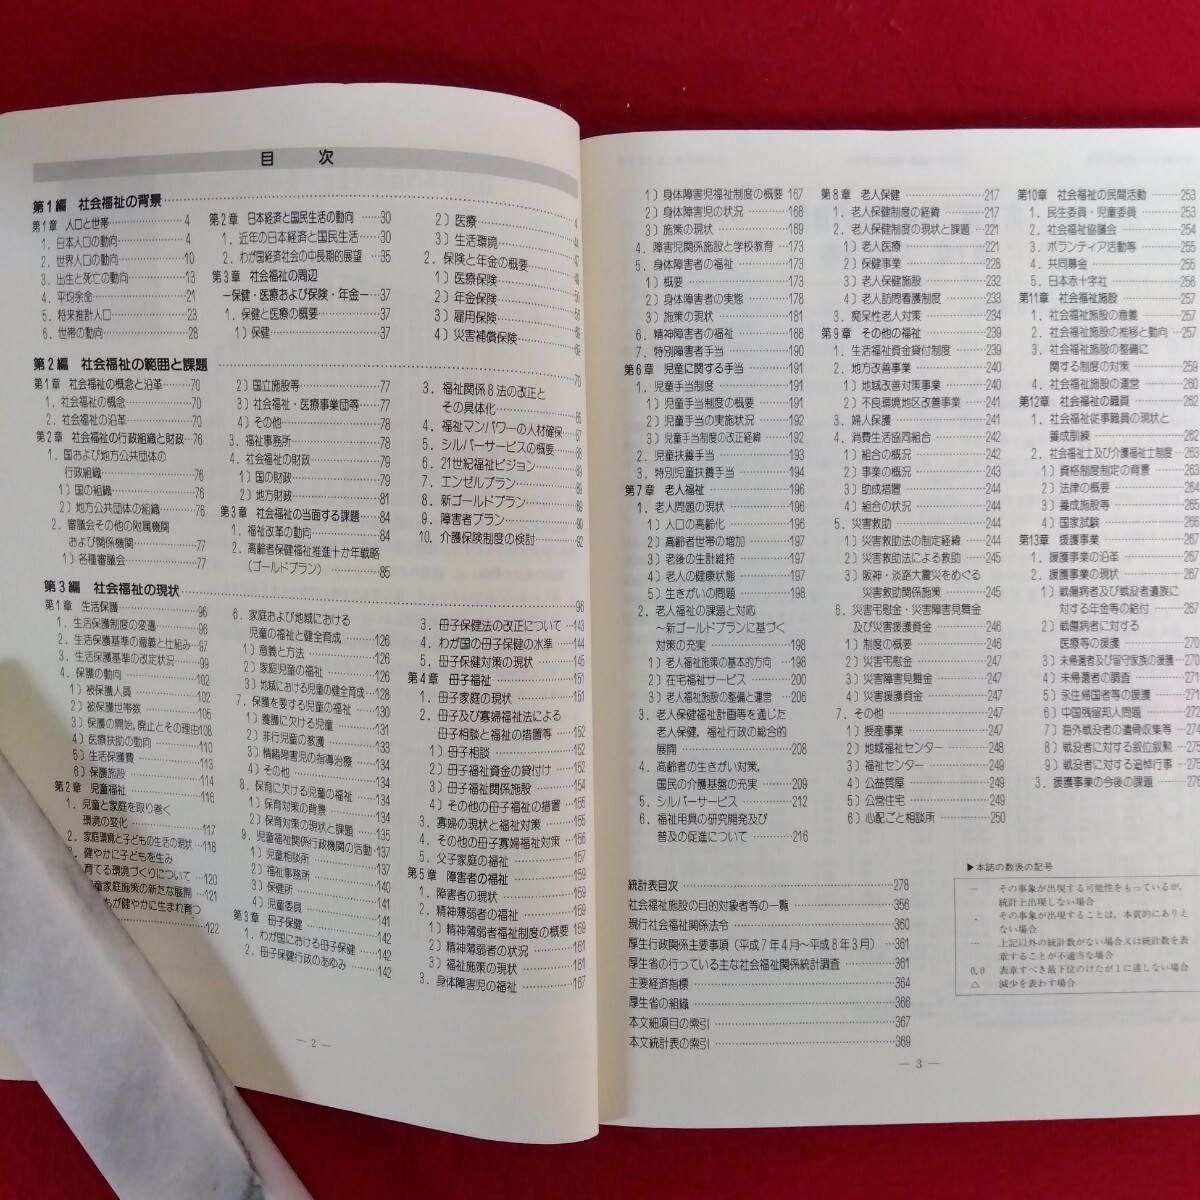 目　次
第1編　社会福祉の背景……4
第1章　人口と世帯……4
1．日本人口の動向……4
2．世界人口の動向……10
3．出生と死亡の動向……13
4．平均余命……21
5．将来推計人口……23
6．世帯の動向……28
第2章　日本経済と国民生活の動向……30
1．近年の日本経済と国民生活……30
2．わが国経済社会の中長期的展望…35
第3章　社会福祉の周辺
－保健・医療および保険・年金－…37
1．保健と医療の概要……37
1）保健……37
2）医療……
3）生活環境……44
2．保険と年金の概要……47
1）医療保険……
2）年金保険……
3）雇用保険……
4）災害補償保険……
第2編　社会福祉の範囲と課題……70
第1章　社会福祉の概念と沿革……70
1．社会福祉の概念……70
2．社会福祉の沿革……70
第2章　社会福祉の行政組織と財政…76
1．国および地方公共団体の
行政組織……76
1）国の組織……76
2）地方公共団体の組織……76
2．審議会その他の附属機関
および関係機関……77
1）各種審議会……77
2）国立施設等……77
3）社会福祉・医療事業団等……77
4）その他……78
3．福祉事務所……78
4．社会福祉の財政……79
1）国の財政……79
2）地方財政……81
第3章　社会福祉の当面する課題……84
1．福祉改革の動向……84
2．高齢者保健福祉推進十か年戦略
（ゴールドプラン）……85
3．福祉関係8法の改正と
その具体化……85
4．福祉マンパワーの人材確保…87
5．シルバーサービスの概要……88
6．21世紀福祉ビジョン……89
7．エンゼルプラン……89
8．新ゴールドプラン……
9．障害者プラン……90
10．介護保険制度の検討……92
第3編　社会福祉の現状……96
第1章　生活保護……96
1．生活保護制度の変遷……96
2．生活保護基準の意義と仕組み…97
3．生活保護基準の改定状況……99
4．保護の動向……102
1）被保護人員……102
2）被保護世帯数……106
3）保護の開始，廃止とその理由108
4）医療扶助の動向……110
5）生活保護費……113
6）保護施設……114
第2章　児童福祉……116
1．児童と家庭を取り巻く
環境の変化……117
2．家庭環境と子どもの生活の現状…118
健やかに子どもを生み
育てる環境づくりについて…120
童家庭施策の新たな展開…121
もが健やかに生まれ育つ
……122
6．家庭および地域における
児童の福祉と健全育成……126
1）意義と方法……126
2）家庭児童の福祉……126
3）地域における児童の健全育成…128
7．保護を要する児童の福祉……130
1）養護に欠ける児童……131
2）非行児童の教護……133
3）情緒障害児の指導治療……134
4）その他……134
8．保育に欠ける児童の福祉……134
1）保育対策の背景……134
2）保育対策の現状と課題……135
9．児童福祉関係行政機関の活動・137
1）児童相談所……137
2）福祉事務所……140
3）保健所……141
4）児童委員……141
第3章　母子保健……142
1．わが国における母子保健……142
2．母子保健行政のあゆみ……142
3．母子保健法の改正について…143
4．わが国の母子保健の水準……144
5．母子保健対策の現状……145
第4章　母子福祉……151
1．母子家庭の現状……151
2．母子及び寡婦福祉法による
母子相談と福祉の措置等……152
1）母子相談……152
2）母子福祉資金の貸付け……152
3）母子福祉関係施設……154
4）その他の母子福祉の措置…155
3．寡婦の現状と福祉対策……155
4．その他の母子寡婦福祉対策…156
5．父子家庭の福祉……157
第5章　障害者の福祉……159
1．障害者の現状……159
2．精神薄弱者の福祉……159
1）精神薄弱者福祉制度の概要159
2）精神薄弱者の状況……161
3）福祉施策の現状……161
3．身体障害児の福祉……167
― 2 ―
1）身体障害児福祉制度の概要 167
2）身体障害児の状況……168
3）施策の現状……169
4．障害児関係施設と学校教育…173
5．身体障害者の福祉……173
1）概要……173
2）身体障害者の実態……178
3）施策の現状……181
6．精神障害者の福祉……188
7．特別障害者手当……190
第6章　児童に関する手当……191
1．児童手当制度……191
1）児童手当制度の概要……191
2）児童手当の実施状況……192
3）児童手当制度の改正経緯……192
2．児童扶養手当……193
3．特別児童扶養手当……194
第7章　老人福祉……196
1．老人問題の現状……196
1）人口の高齢化……196
2）高齢者世帯の増加……197
3）老後の生計維持……197
4）老人の健康状態……197
5）生きがいの問題……198
2．老人福祉の課題と対応
～新ゴールドプランに基づく
対策の充実……198
1）老人福祉施策の基本的方向…198
2）在宅福祉サービス……200
3）老人福祉施設の整備と運営…206
3．老人保健福祉計画等を通じた
老人保健，福祉行政の総合的
展開……208
4．高齢者の生きがい対策，
国民の介護基盤の充実……209
5．シルバーサービス……212
6．福祉用具の研究開発及び
普及の促進について……216
第8章　老人保健……217
1．老人保健制度の経緯……217
2．老人保健制度の現状と課題…221
1）老人医療……221
2）保健事業……228
3）老人保健施設……232
4）老人訪問看護制度……233
3．痴呆性老人対策……234
第9章　その他の福祉……239
1．生活福祉資金貸付制度……239
2．地方改善事業……240
1）地域改善対策事業……240
2）不良環境地区改善事業……241
3．婦人保護……241
4．消費生活協同組合……242
1）組合の概況……242
2）事業の概況……243
3）助成措置……244
4）組合の状況……244
5．災害救助……244
1）災害救助法の制定経緯……244
2）災害救助法による救助……245
3）阪神・淡路大震災をめぐる
災害救助関係施策……245
6．災害弔慰金・災害障害見舞金
及び災害援護資金……246
1）制度の概要……246
2）災害弔慰金……246
3）災害障害見舞金……247
4）災害援護資金……247
7．その他……247
1）授産事業……247
2）地域福祉センター……248
3）福祉センター……249
4）公益質屋……249
5）公営住宅……249
6）心配ごと相談所……250
第10章　社会福祉の民間活動……253
1．民生委員・児童委員……253
2．社会福祉協議会……254
3．ボランティア活動等……255
4．共同募金……255
5．日本赤十字社……256
第11章　社会福祉施設……257
1．社会福祉施設の意義……257
2．社会福祉施設の推移と動向…257
3．社会福祉施設の整備に
関する制度の対策……259
4．社会福祉施設の運営……260
第12章　社会福祉の職員……262
1．社会福祉従事職員の現状と
養成訓練……262
2．社会福祉士及び介護福祉士制度…263
1）資格制度制定の背景……263
2）法律の概要……264
3）養成施設等……265
4）国家試験……265
第13章　援護事業……267
1．援護事業の沿革……267
2．援護事業の現状……267
1）戦傷病者及び戦没者遺族に
対する年金等の給付……267
2）戦傷病者に対する
医療等の援護……270
3）未帰還者及び留守家族の援護…270
4）未帰還者の調査……271
5）永住帰国者等の援護……271
6）中国残留邦人問題……272
7）海外戦没者の遺骨収集等…274
8）戦没者に対する叙位叙勲…275
9）戦没者に対する追悼行事…275
3．援護事業の今後の課題……276
統計表目次……278
社会福祉施設の目的対象者等の一覧……356
現行社会福祉関係法令……360
厚生行政関係主要事項（平成7年4月～平成8年3月）…361
厚生省の行っている主な社会福祉関係統計調査……361
主要経済指標……364
厚生省の組織……366
本文細項目の索引……367
本文統計表の索引……369
▶本誌の数表の記号
－　その事象が出現する可能性をもっているが，
統計上出現しない場合
・　その事象が出現することは，本質的にありえ
ない場合
…　上記以外の統計数がない場合又は統計数を表
章することが不適当な場合
0，0　表章すべき最下位のけたが1に達しない場合
△　減少を表わす場合
― 3 ―